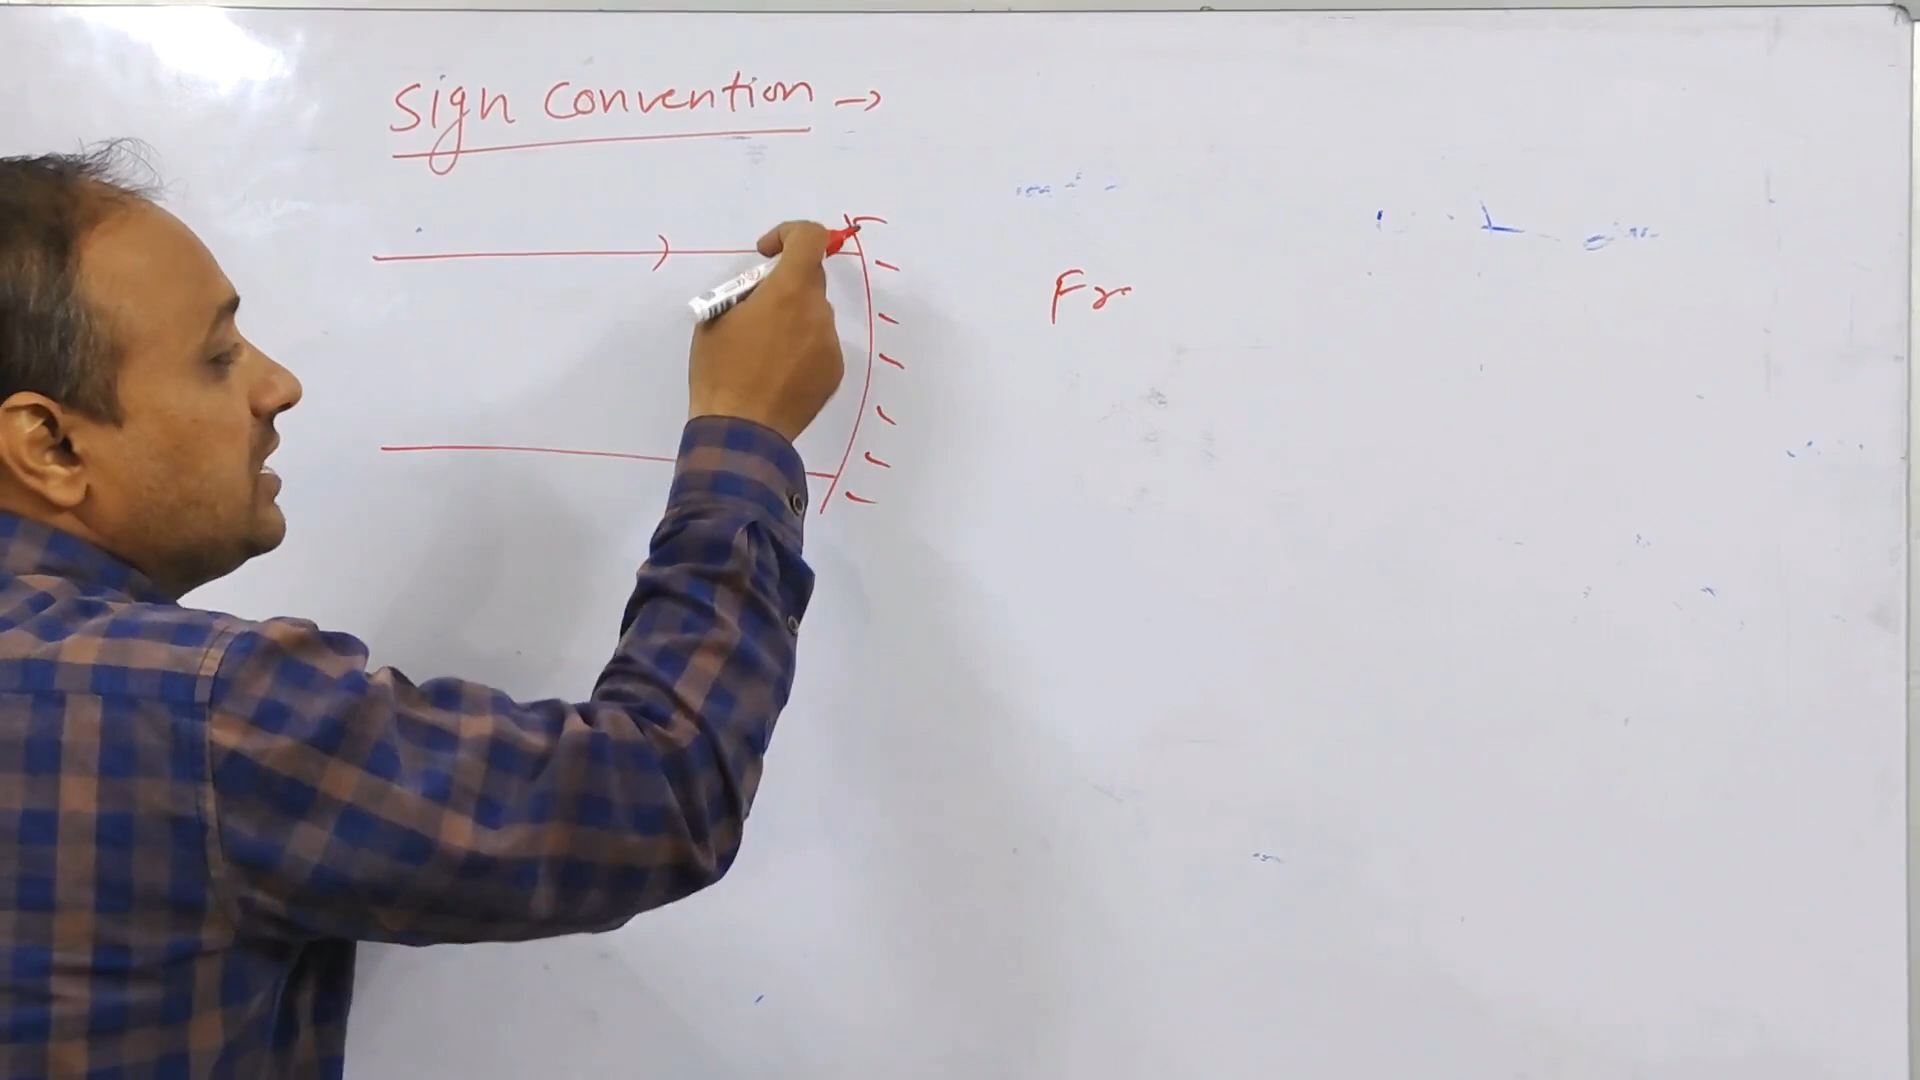 Sign Convention →
Fr